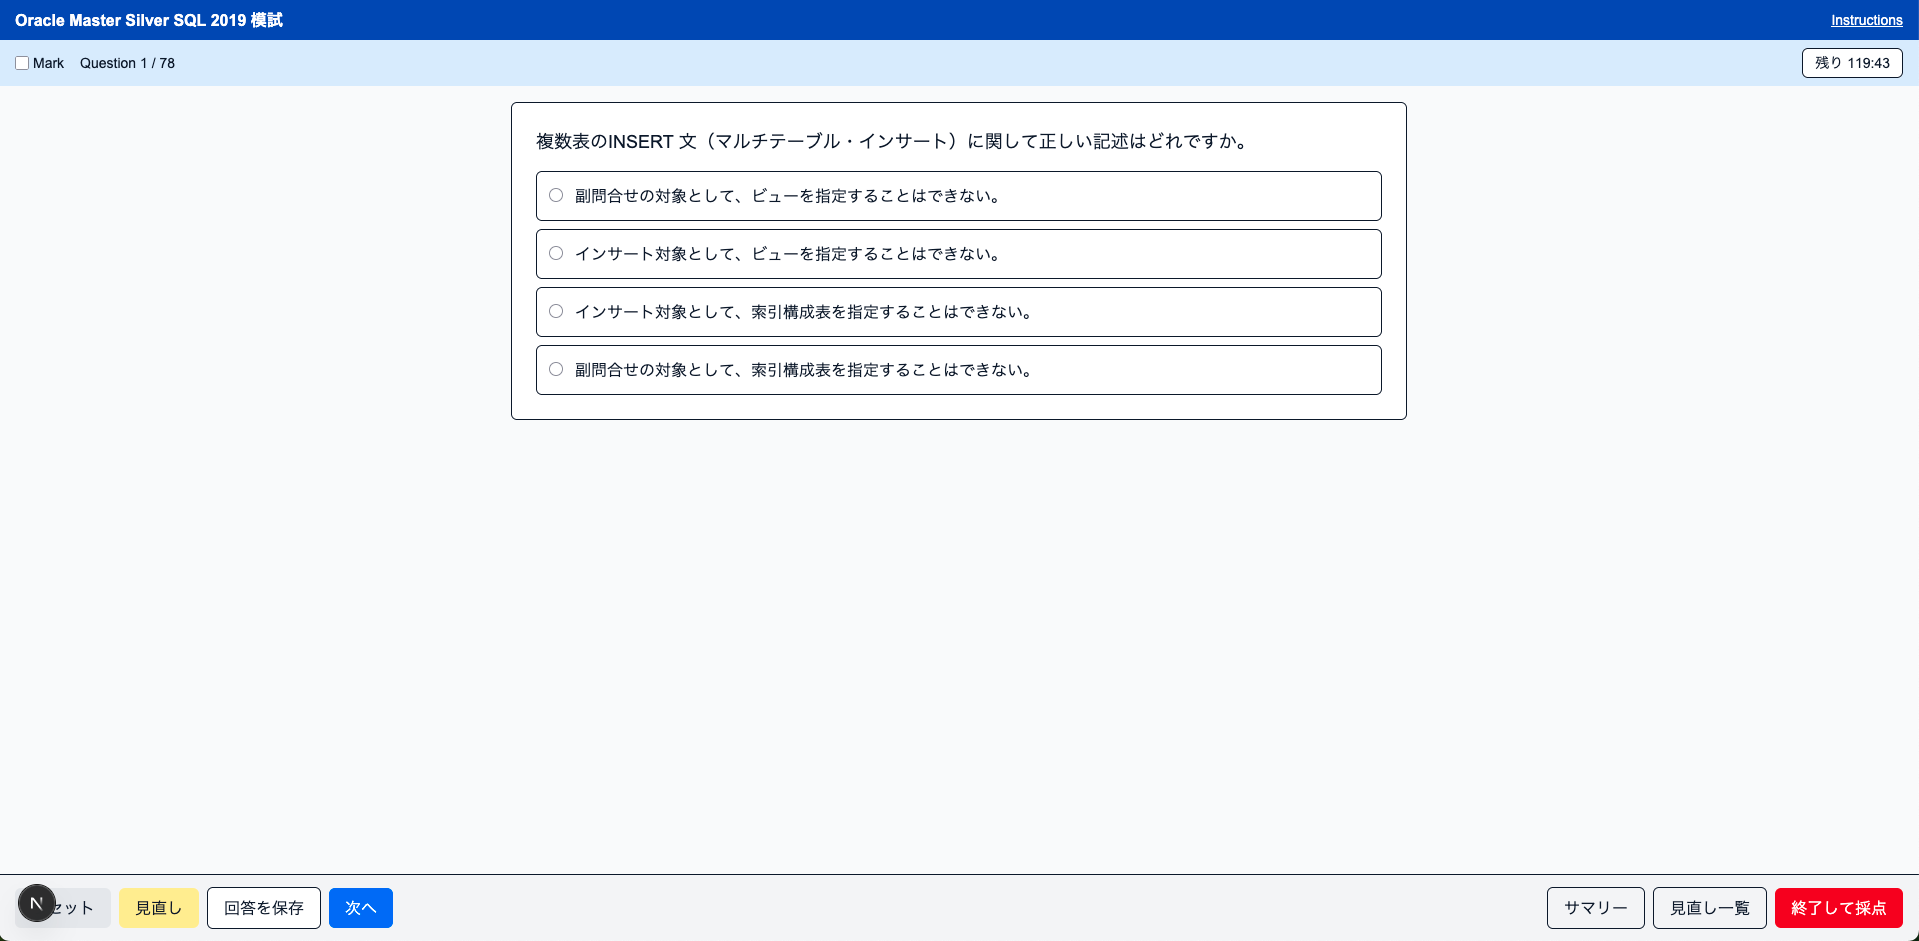 Oracle Master Silver SQL 2019 模試
Instructions
Mark Question 1 / 78
残り 119:43
複数表のINSERT 文（マルチテーブル・インサート）に関して正しい記述はどれですか。
副問合せの対象として、ビューを指定することはできない。
インサート対象として、ビューを指定することはできない。
インサート対象として、索引構成表を指定することはできない。
副問合せの対象として、索引構成表を指定することはできない。
N セット 見直し 回答を保存 次へ サマリー 見直し一覧 終了して採点